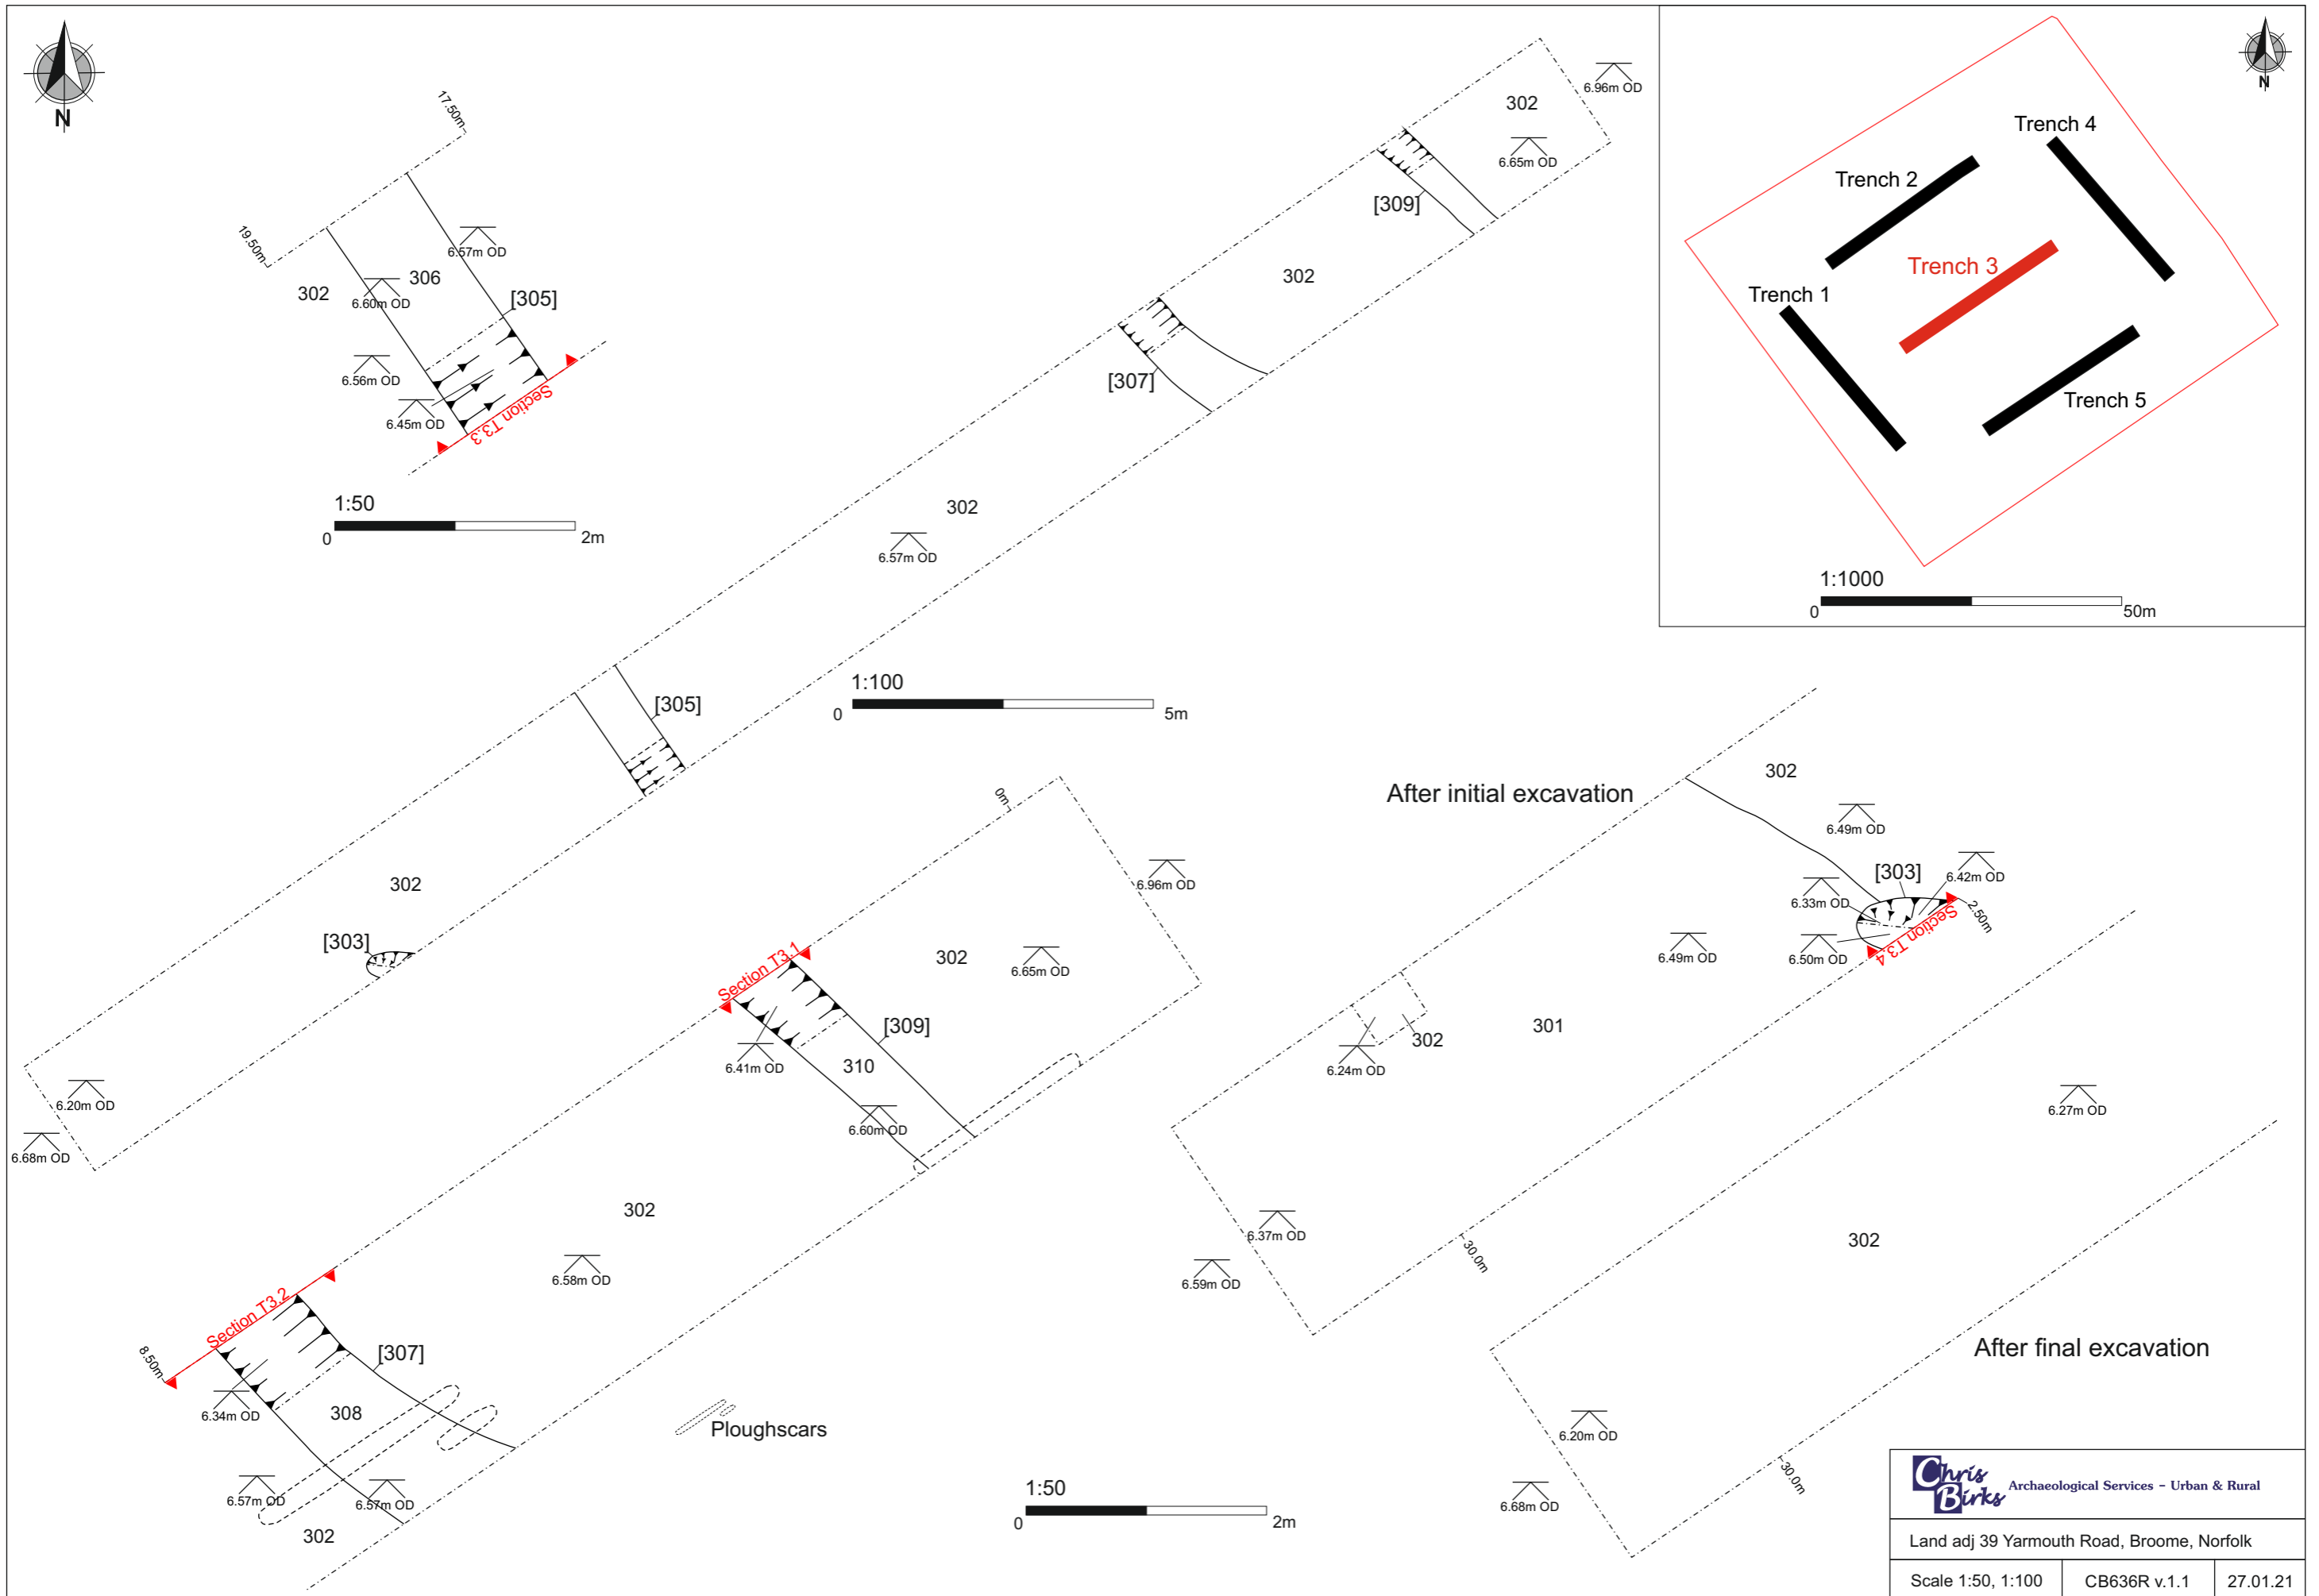 N
17.50m
19.50m
6.57m OD
302
306
6.60m OD
[305]
6.56m OD
6.45m OD
Section T3.3
1:50
0
2m
302
6.96m OD
6.65m OD
[309]
302
[307]
302
6.57m OD
[305]
1:100
0
5m
302
[303]
6.20m OD
6.68m OD
N
Trench 4
Trench 2
Trench 3
Trench 1
Trench 5
1:1000
0
50m
0m
6.96m OD
Section T3.1
302
6.65m OD
[309]
6.41m OD
310
6.60m OD
302
6.58m OD
Section T3.2
8.50m
[307]
6.34m OD
308
6.57m OD
6.57m OD
302
Ploughscars
1:50
0
2m
After initial excavation
302
6.49m OD
[303]
6.42m OD
6.33m OD
2.50m
Section T3.4
6.49m OD
6.50m OD
301
302
6.24m OD
6.37m OD
6.59m OD
30.0m
6.27m OD
302
After final excavation
6.20m OD
6.68m OD
30.0m
Chris Birks
Archaeological Services - Urban & Rural
Land adj 39 Yarmouth Road, Broome, Norfolk
Scale 1:50, 1:100
CB636R v.1.1
27.01.21